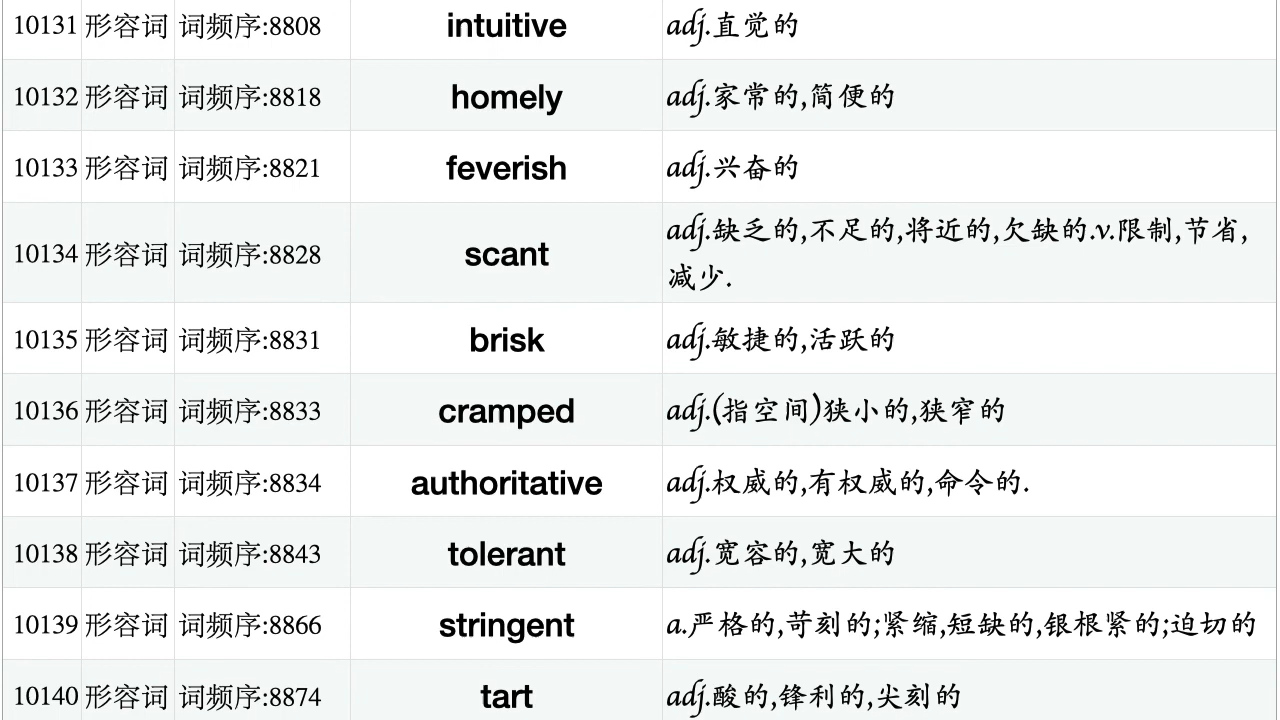 10131 形容词 词频序:8808 intuitive adj.直觉的
10132 形容词 词频序:8818 homely adj.家常的,简便的
10133 形容词 词频序:8821 feverish adj.兴奋的
10134 形容词 词频序:8828 scant adj.缺乏的,不足的,将近的,欠缺的.v.限制,节省,
减少.
10135 形容词 词频序:8831 brisk adj.敏捷的,活跃的
10136 形容词 词频序:8833 cramped adj.(指空间)狭小的,狭窄的
10137 形容词 词频序:8834 authoritative adj.权威的,有权威的,命令的.
10138 形容词 词频序:8843 tolerant adj.宽容的,宽大的
10139 形容词 词频序:8866 stringent a.严格的,苛刻的;紧缩,短缺的,银根紧的;迫切的
10140 形容词 词频序:8874 tart adj.酸的,锋利的,尖刻的